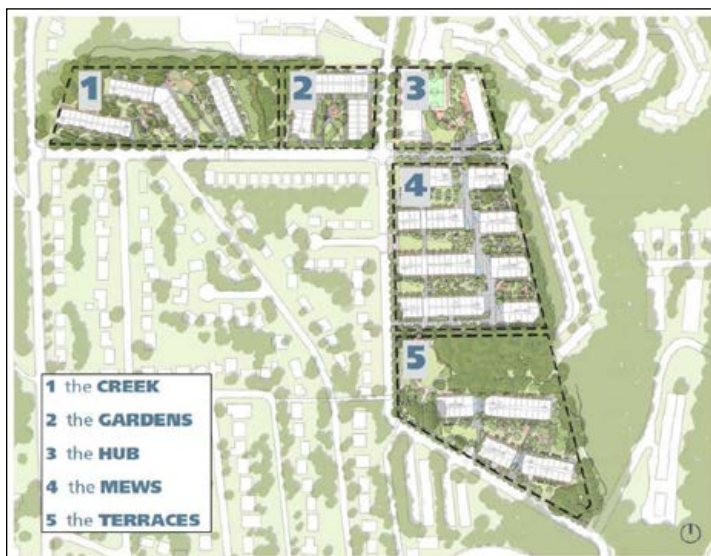 1
2
3
4
5
1 the CREEK
2 the GARDENS
3 the HUB
4 the MEWS
5 the TERRACES